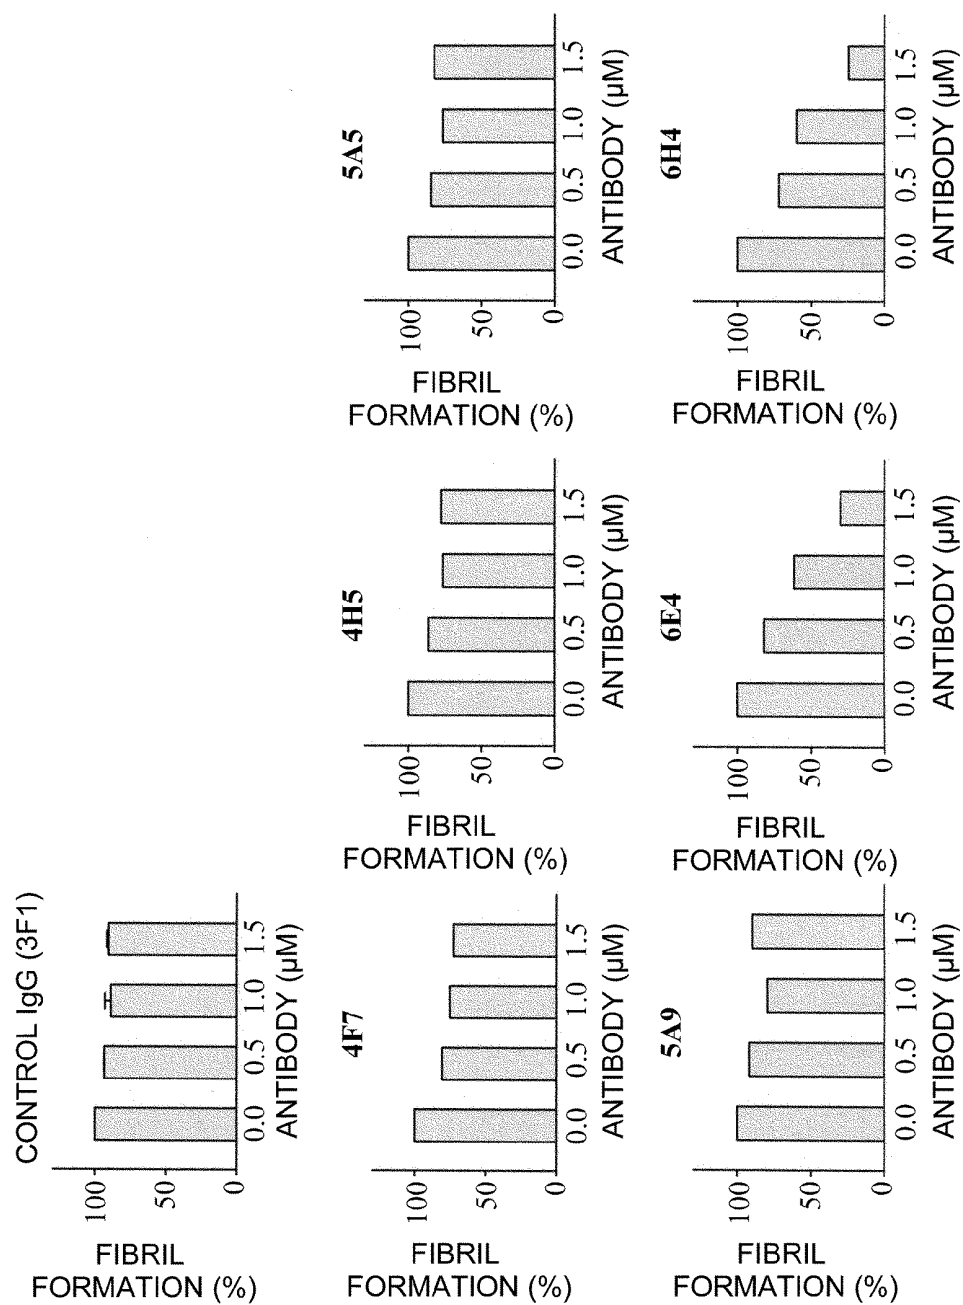 CONTROL IgG (3F1)
100
50
0
FIBRIL
FORMATION (%)
0.0 0.5 1.0 1.5
ANTIBODY (µM)
4F7
100
50
0
FIBRIL
FORMATION (%)
0.0 0.5 1.0 1.5
ANTIBODY (µM)
4H5
100
50
0
FIBRIL
FORMATION (%)
0.0 0.5 1.0 1.5
ANTIBODY (µM)
5A5
100
50
0
FIBRIL
FORMATION (%)
0.0 0.5 1.0 1.5
ANTIBODY (µM)
5A9
100
50
0
FIBRIL
FORMATION (%)
0.0 0.5 1.0 1.5
ANTIBODY (µM)
6E4
100
50
0
FIBRIL
FORMATION (%)
0.0 0.5 1.0 1.5
ANTIBODY (µM)
6H4
100
50
0
FIBRIL
FORMATION (%)
0.0 0.5 1.0 1.5
ANTIBODY (µM)